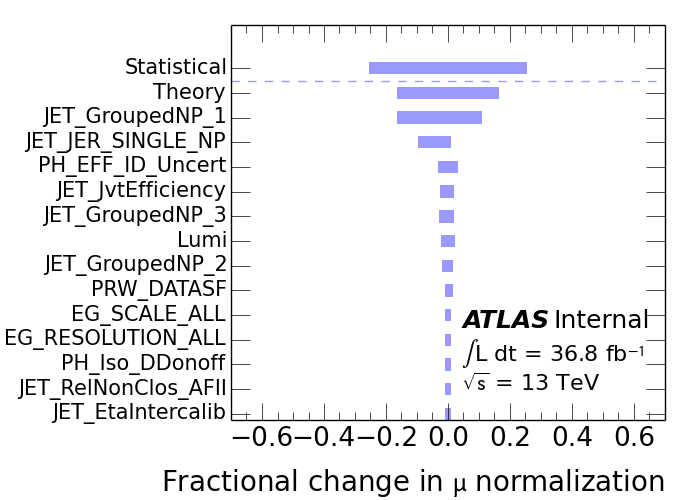 Statistical
Theory
JET_GroupedNP_1
JET_JER_SINGLE_NP
PH_EFF_ID_Uncert
JET_JvtEfficiency
JET_GroupedNP_3
Lumi
JET_GroupedNP_2
PRW_DATASF
EG_SCALE_ALL
EG_RESOLUTION_ALL
PH_Iso_DDonoff
JET_RelNonClos_AFII
JET_EtaIntercalib
ATLAS Internal
∫L dt = 36.8 fb⁻¹
√s = 13 TeV
−0.6 −0.4 −0.2 0.0 0.2 0.4 0.6
Fractional change in μ normalization